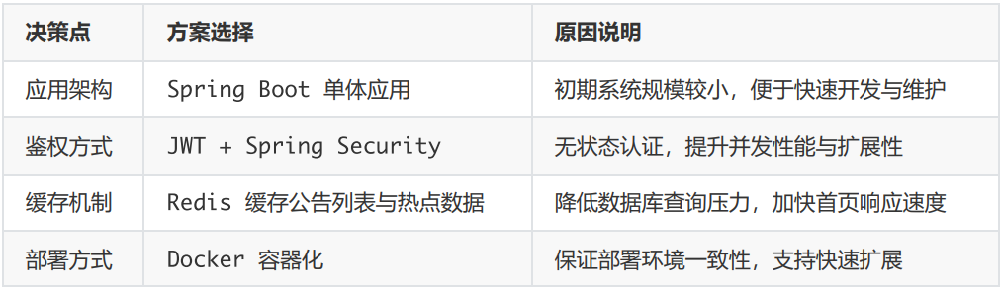 决策点 方案选择 原因说明
应用架构 Spring Boot 单体应用 初期系统规模较小，便于快速开发与维护
鉴权方式 JWT + Spring Security 无状态认证，提升并发性能与扩展性
缓存机制 Redis 缓存公告列表与热点数据 降低数据库查询压力，加快首页响应速度
部署方式 Docker 容器化 保证部署环境一致性，支持快速扩展